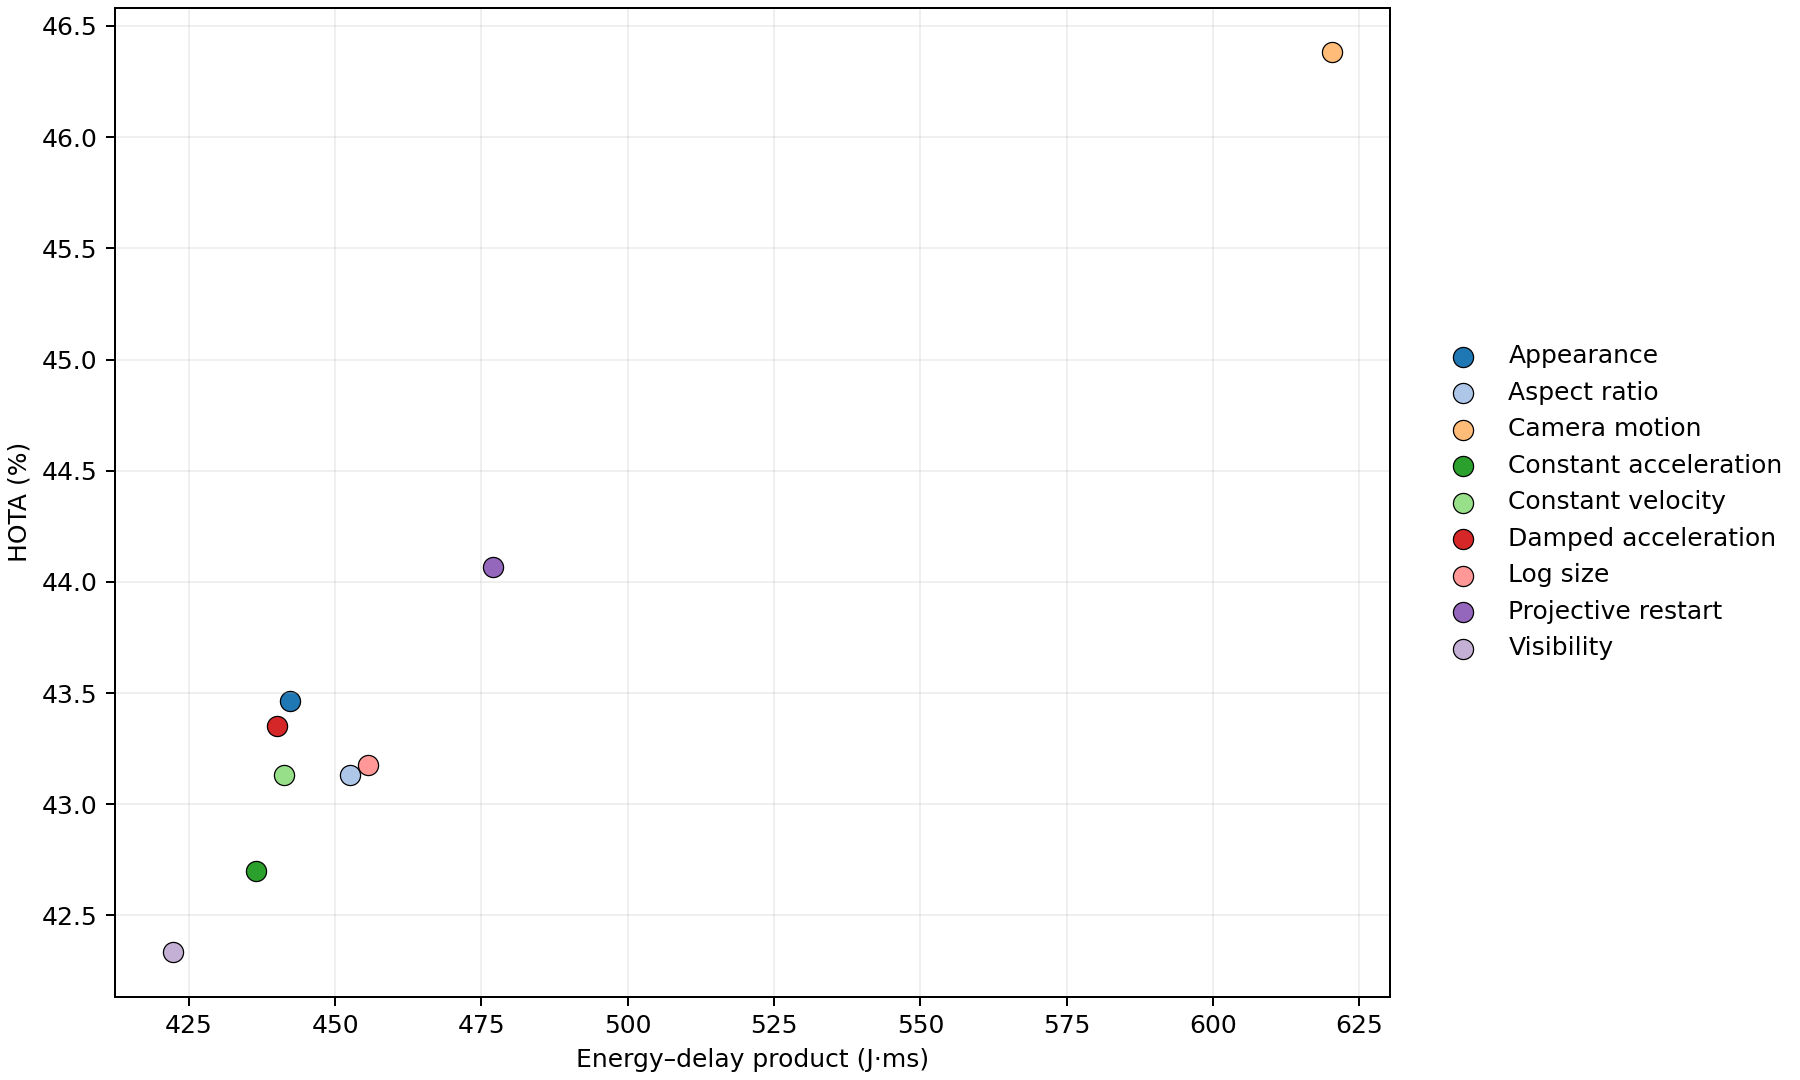 46.5
46.0
45.5
45.0
44.5
44.0
43.5
43.0
42.5
HOTA (%)
425 450 475 500 525 550 575 600 625
Energy–delay product (J·ms)
Appearance
Aspect ratio
Camera motion
Constant acceleration
Constant velocity
Damped acceleration
Log size
Projective restart
Visibility